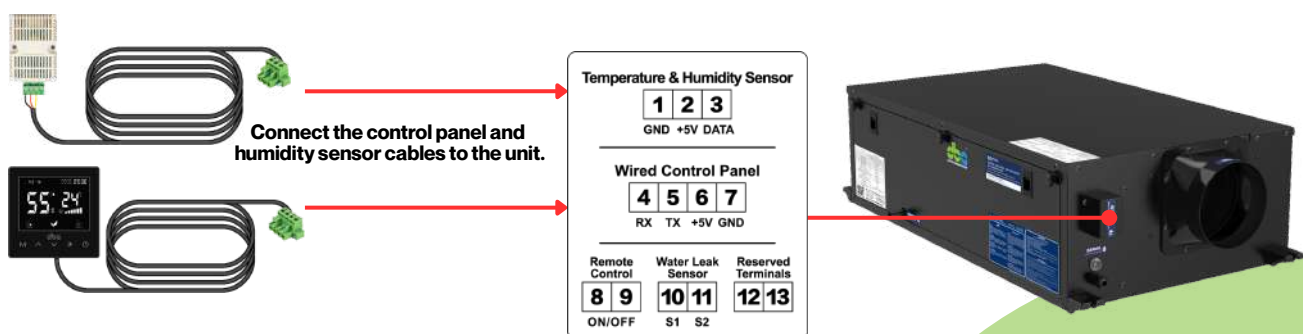 Connect the control panel and
humidity sensor cables to the unit.
55
24
M
Temperature & Humidity Sensor
1 2 3
GND +5V DATA
Wired Control Panel
4 5 6 7
RX TX +5V GND
Remote Control
Water Leak Sensor
Reserved Terminals
8 9
10 11
12 13
ON/OFF
S1 S2